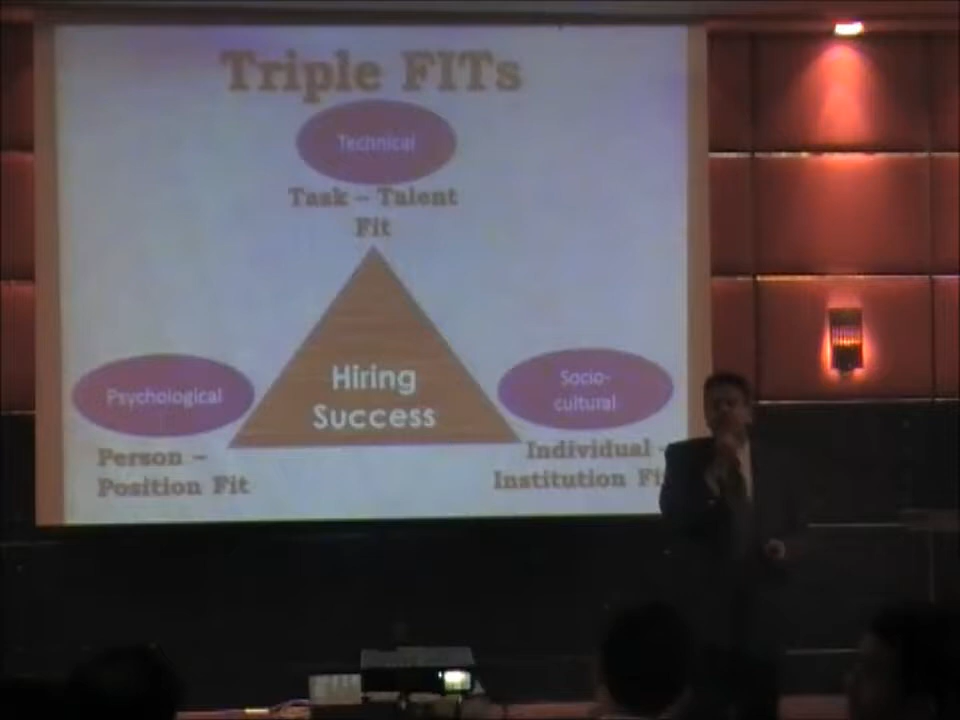 Triple FITs
Technical
Task – Talent
Fit
Hiring
Success
Psychological
Person –
Position Fit
Socio-
cultural
Individual -
Institution Fi